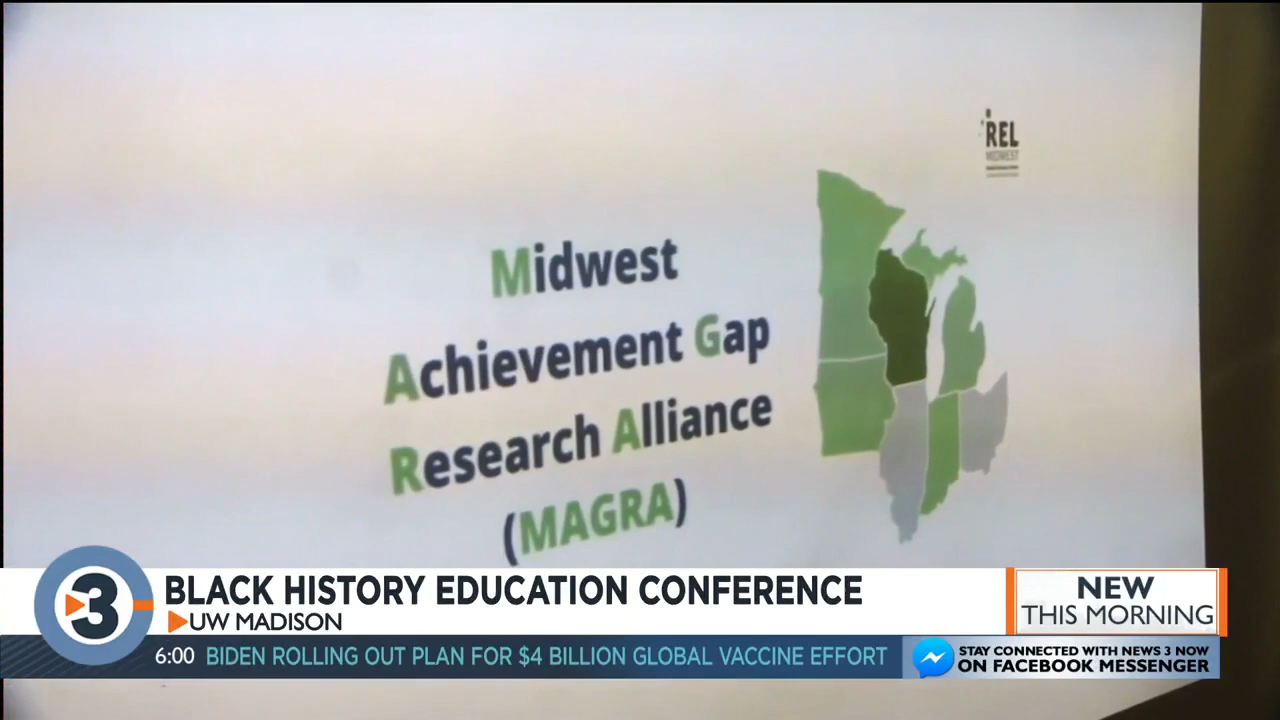 REL
MIDWEST
Midwest
Achievement Gap
Research Alliance
(MAGRA)
3
BLACK HISTORY EDUCATION CONFERENCE
UW MADISON
NEW
THIS MORNING
6:00 BIDEN ROLLING OUT PLAN FOR $4 BILLION GLOBAL VACCINE EFFORT
STAY CONNECTED WITH NEWS 3 NOW
ON FACEBOOK MESSENGER